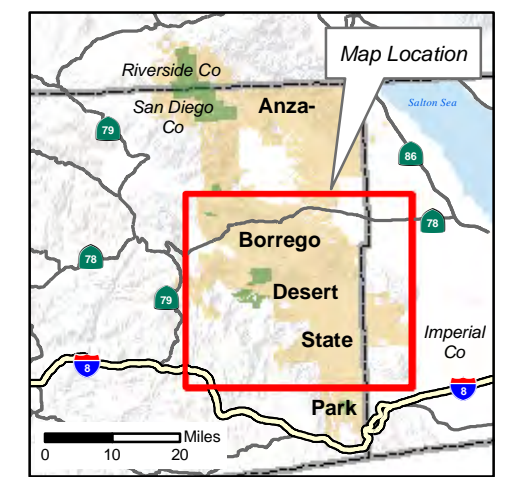 Map Location
Riverside Co
San Diego
Co
Anza-
Salton Sea
79
86
78
Borrego
78
79
Desert
State
Imperial
Co
8
8
Park
Miles
0 10 20